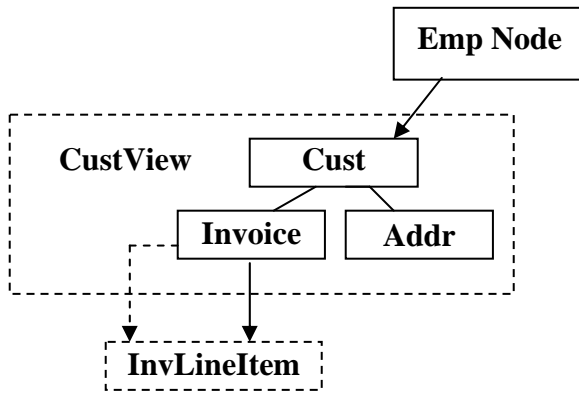 Emp Node
CustView
Cust
Invoice
Addr
InvLineItem